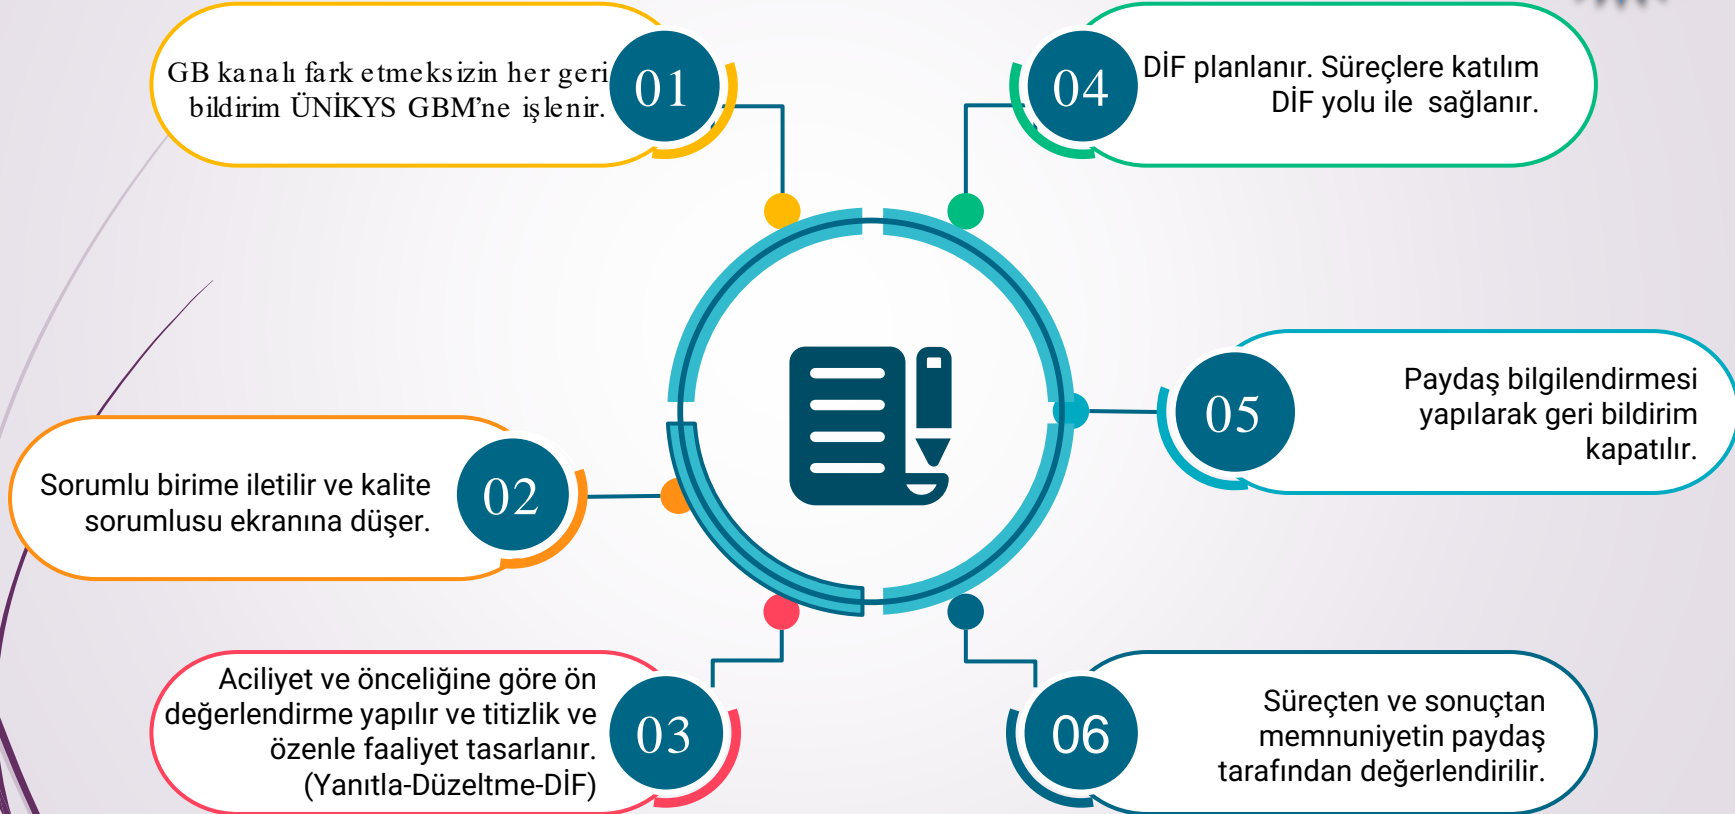 01
GB kanalı fark etmeksizin her geri
bildirim ÜNİKYS GBM’ne işlenir.
02
Sorumlu birime iletilir ve kalite
sorumlusu ekranına düşer.
03
Aciliyet ve önceliğine göre ön
değerlendirme yapılır ve titizlik ve
özenle faaliyet tasarlanır.
(Yanıtla-Düzeltme-DİF)
04
DİF planlanır. Süreçlere katılım
DİF yolu ile sağlanır.
05
Paydaş bilgilendirmesi
yapılarak geri bildirim
kapatılır.
06
Süreçten ve sonuçtan
memnuniyetin paydaş
tarafından değerlendirilir.